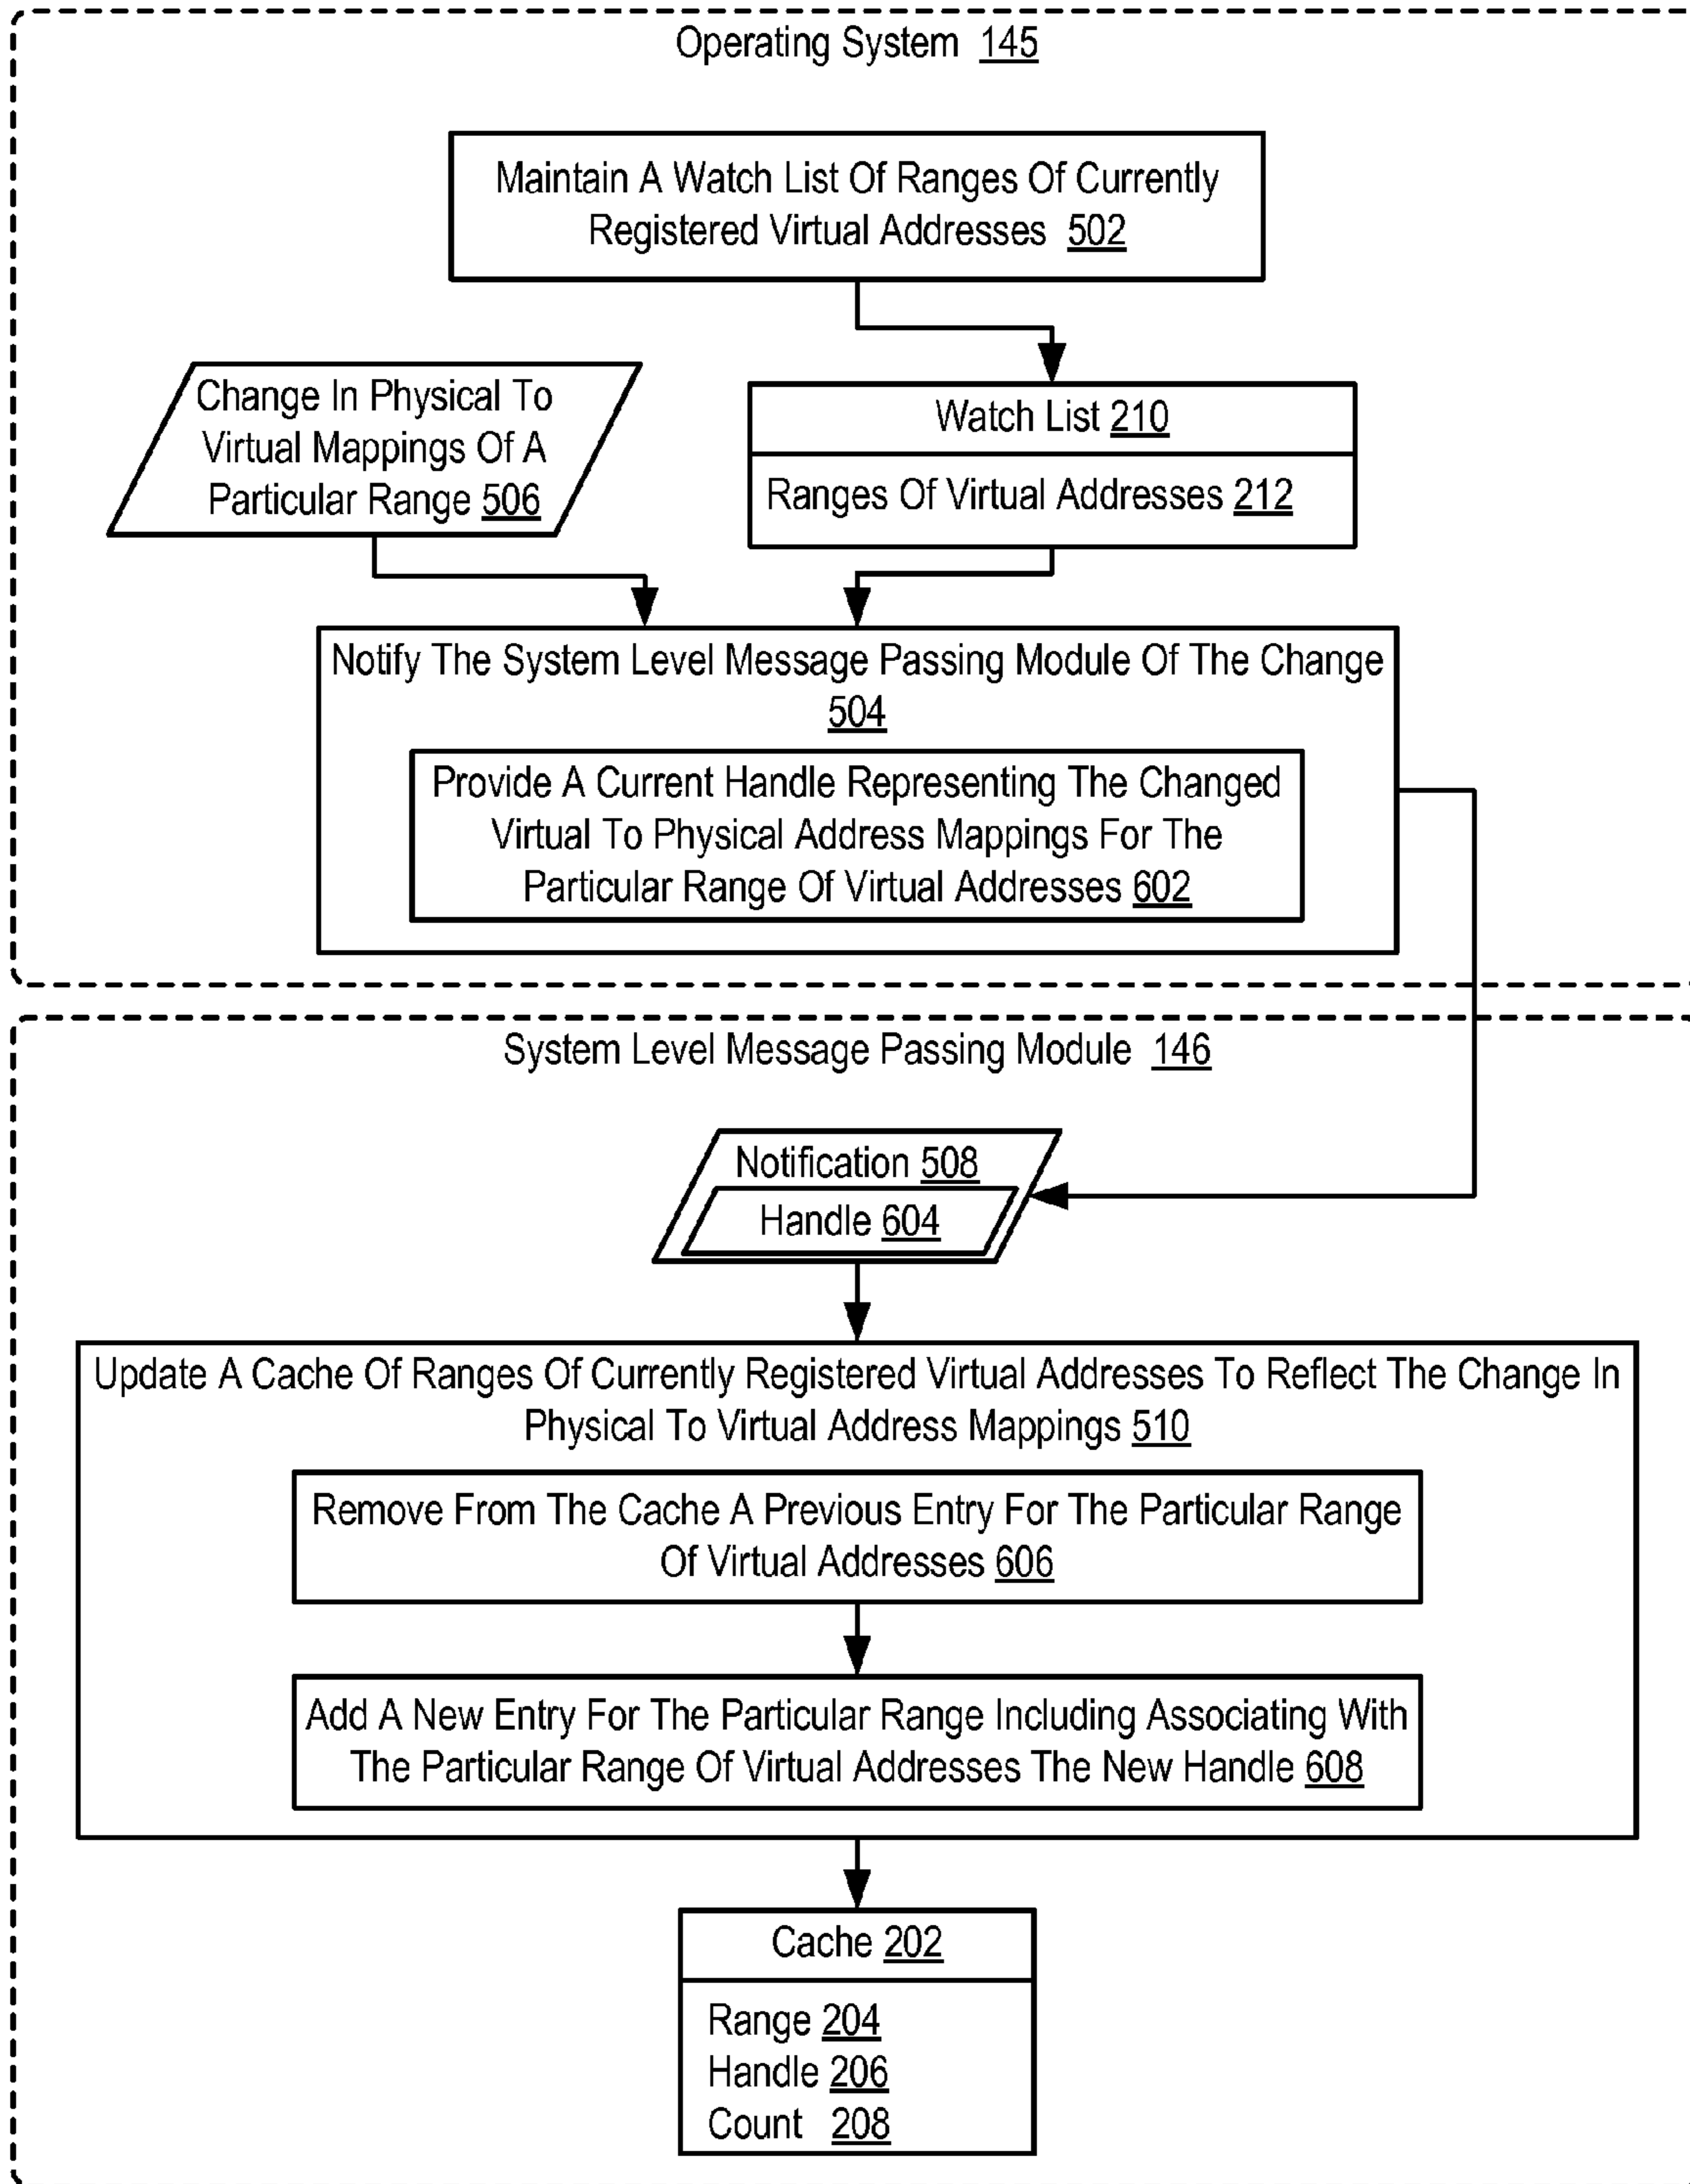 Operating System 145
Maintain A Watch List Of Ranges Of Currently
Registered Virtual Addresses 502
Change In Physical To
Virtual Mappings Of A
Particular Range 506
Watch List 210
Ranges Of Virtual Addresses 212
Notify The System Level Message Passing Module Of The Change
504
Provide A Current Handle Representing The Changed
Virtual To Physical Address Mappings For The
Particular Range Of Virtual Addresses 602
System Level Message Passing Module 146
Notification 508
Handle 604
Update A Cache Of Ranges Of Currently Registered Virtual Addresses To Reflect The Change In
Physical To Virtual Address Mappings 510
Remove From The Cache A Previous Entry For The Particular Range
Of Virtual Addresses 606
Add A New Entry For The Particular Range Including Associating With
The Particular Range Of Virtual Addresses The New Handle 608
Cache 202
Range 204
Handle 206
Count 208